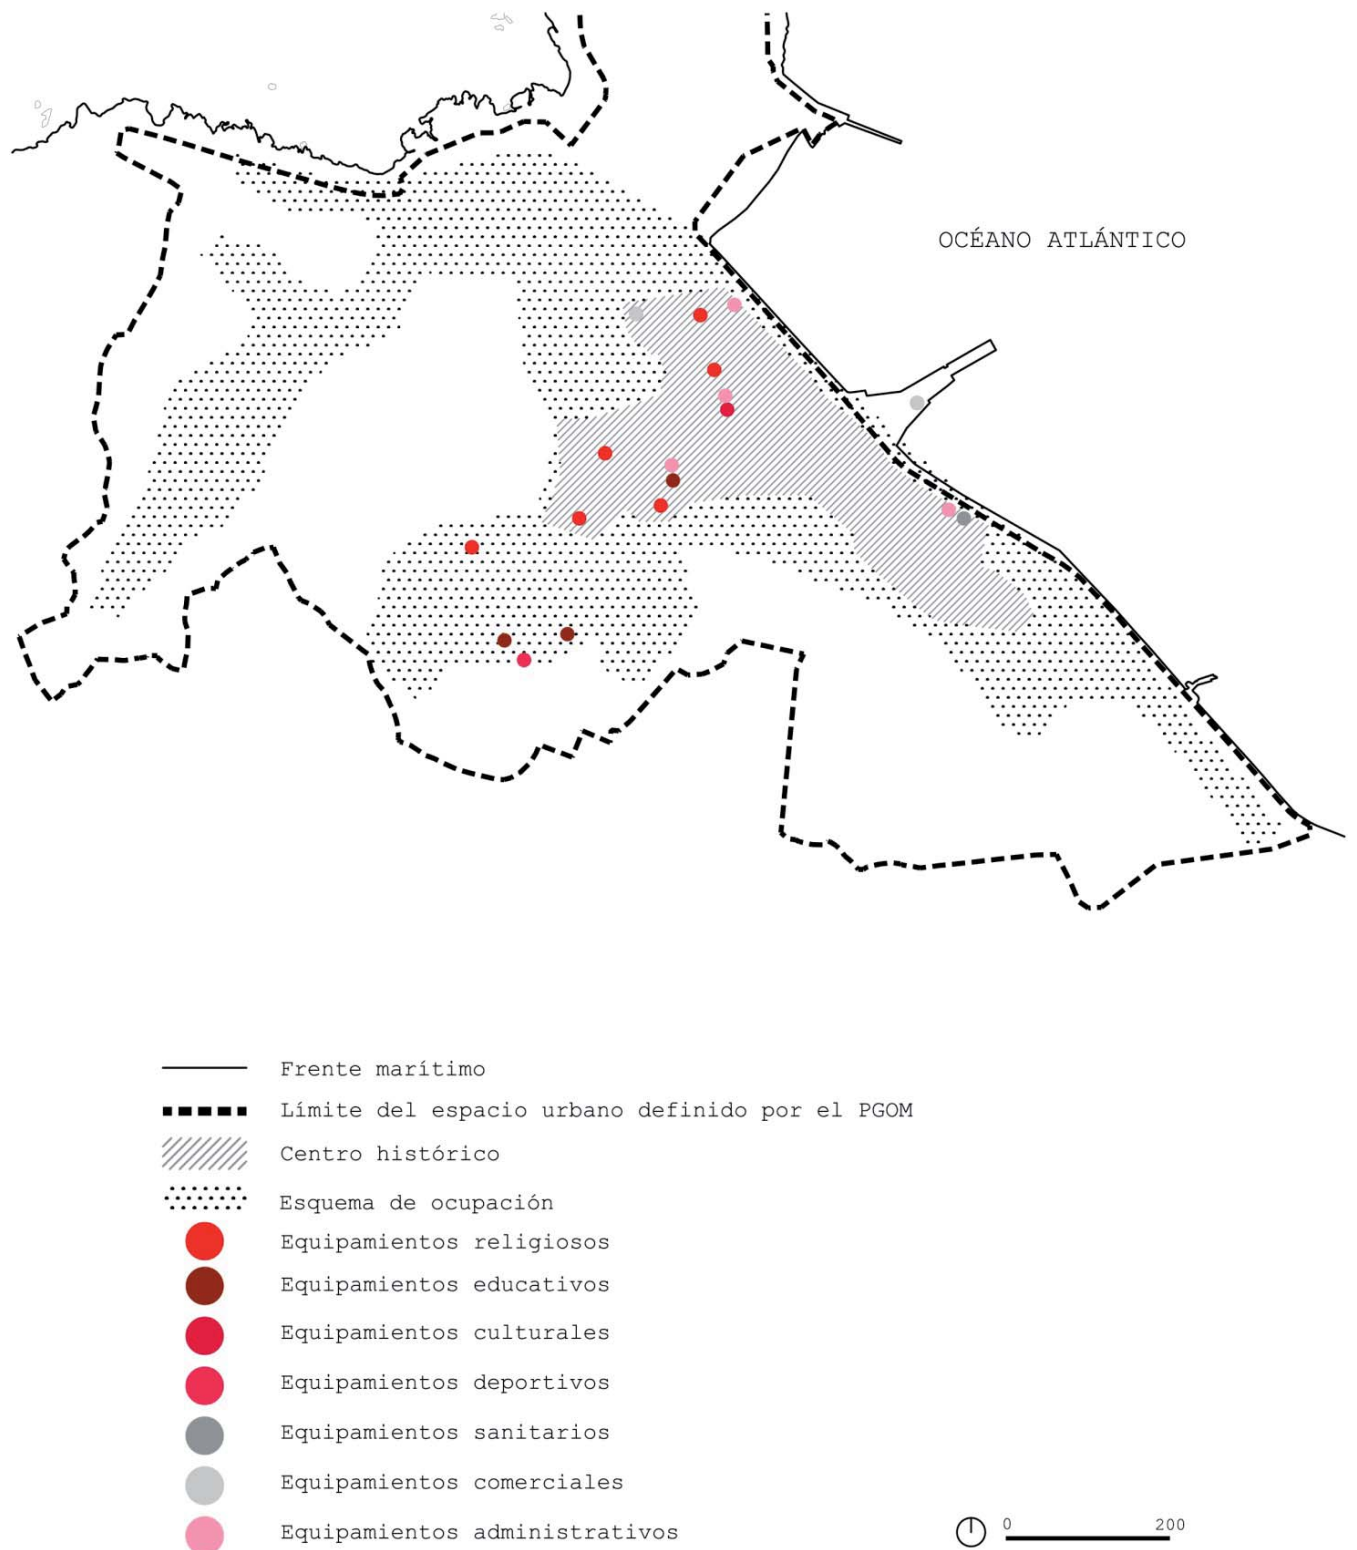 OCÉANO ATLÁNTICO
Frente marítimo
Límite del espacio urbano definido por el PGOM
Centro histórico
Esquema de ocupación
Equipamientos religiosos
Equipamientos educativos
Equipamientos culturales
Equipamientos deportivos
Equipamientos sanitarios
Equipamientos comerciales
Equipamientos administrativos
0 200